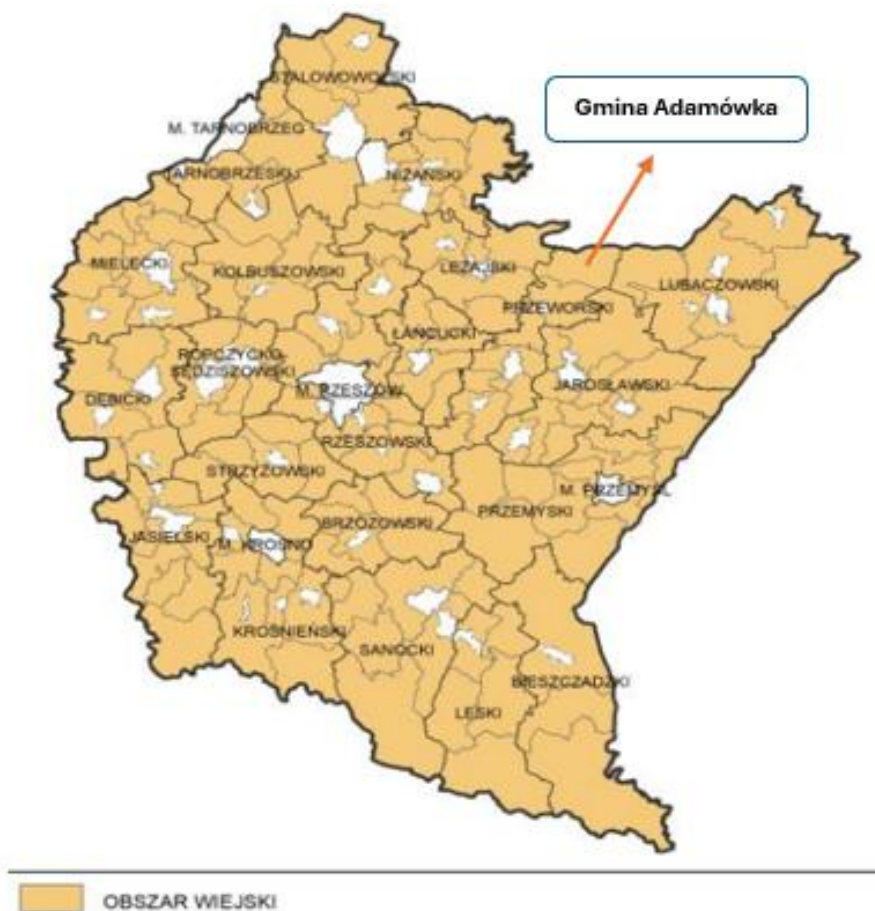 STALOWOWOLSKI
Gmina Adamówka
M. TARNOBRZEG
TARNOBRZESKI
NIŻAŃSKI
MIELECKI
KOLBUSZOWSKI
LEŻAJSKI
LUBACZOWSKI
PRZEWORSKI
ŁAŃCUCKI
ROPCZYCKO-
SĘDZISZOWSKI
JAROSŁAWSKI
DĘBICKI
M. RZESZÓW
RZESZOWSKI
STRZYŻOWSKI
M. PRZEMYŚL
PRZEMYSKI
BRZOZOWSKI
JASIELSKI
M. KROSNO
KROŚNIEŃSKI
SANOCKI
BIESZCZADZKI
LESKI
OBSZAR WIEJSKI